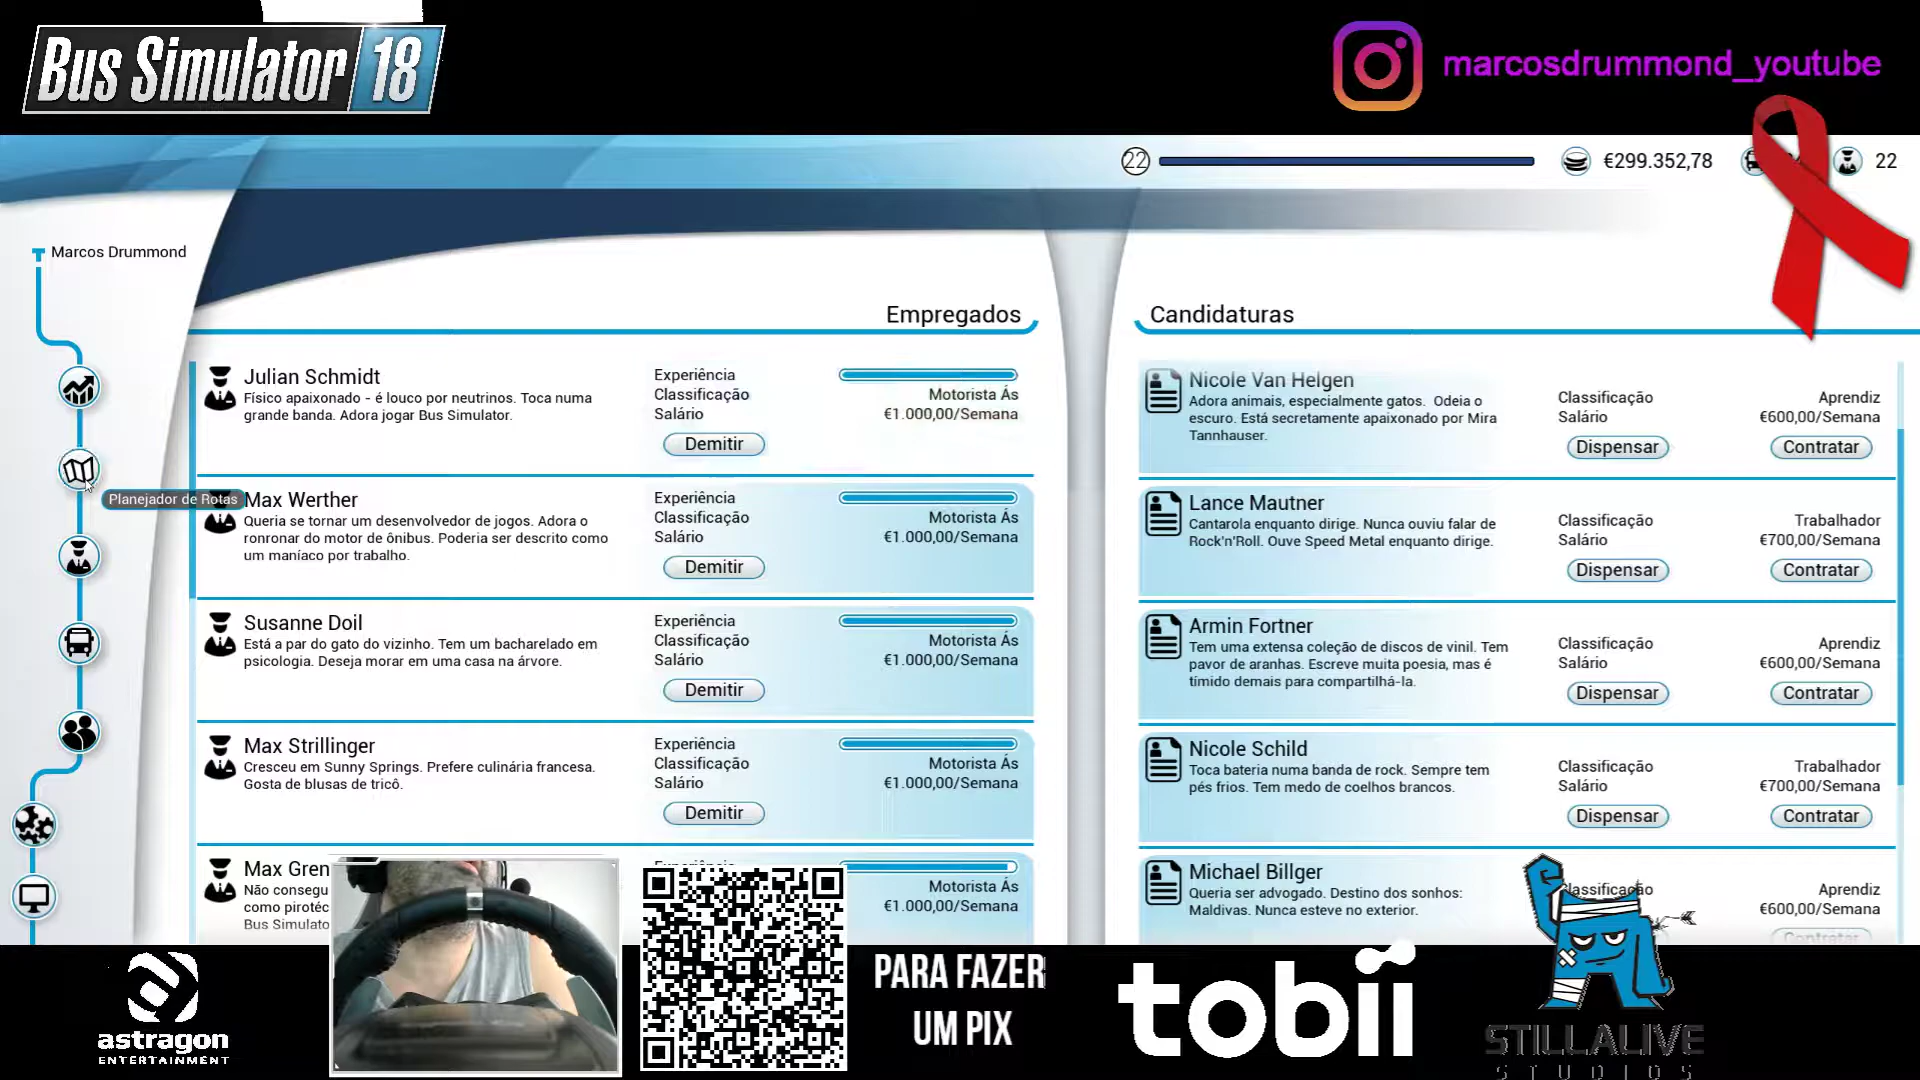 Bus Simulator 18
marcosdrummond_youtube
22
€299.352,78
22
Marcos Drummond
Planejador de Rotas
Empregados
Julian Schmidt
Físico apaixonado - é louco por neutrinos. Toca numa
grande banda. Adora jogar Bus Simulator.
Experiência
Classificação
Motorista Ás
Salário
€1.000,00/Semana
Demitir
Max Werther
Queria se tornar um desenvolvedor de jogos. Adora o
ronronar do motor de ônibus. Poderia ser descrito como
um maníaco por trabalho.
Experiência
Classificação
Motorista Ás
Salário
€1.000,00/Semana
Demitir
Susanne Doil
Está a par do gato do vizinho. Tem um bacharelado em
psicologia. Deseja morar em uma casa na árvore.
Experiência
Classificação
Motorista Ás
Salário
€1.000,00/Semana
Demitir
Max Strillinger
Cresceu em Sunny Springs. Prefere culinária francesa.
Gosta de blusas de tricô.
Experiência
Classificação
Motorista Ás
Salário
€1.000,00/Semana
Demitir
Max Gren
Não consegu
como pirotéc
Bus Simulato
Experiência
Motorista Ás
€1.000,00/Semana
Candidaturas
Nicole Van Helgen
Adora animais, especialmente gatos. Odeia o
escuro. Está secretamente apaixonado por Mira
Tannhauser.
Classificação
Aprendiz
Salário
€600,00/Semana
Dispensar
Contratar
Lance Mautner
Cantarola enquanto dirige. Nunca ouviu falar de
Rock'n'Roll. Ouve Speed Metal enquanto dirige.
Classificação
Trabalhador
Salário
€700,00/Semana
Dispensar
Contratar
Armin Fortner
Tem uma extensa coleção de discos de vinil. Tem
pavor de aranhas. Escreve muita poesia, mas é
tímido demais para compartilhá-la.
Classificação
Aprendiz
Salário
€600,00/Semana
Dispensar
Contratar
Nicole Schild
Toca bateria numa banda de rock. Sempre tem
pés frios. Tem medo de coelhos brancos.
Classificação
Trabalhador
Salário
€700,00/Semana
Dispensar
Contratar
Michael Billger
Queria ser advogado. Destino dos sonhos:
Maldivas. Nunca esteve no exterior.
Classificação
Aprendiz
€600,00/Semana
Contratar
astragon
ENTERTAINMENT
PARA FAZER
UM PIX
tobii
STILLALIVE
STUDIOS